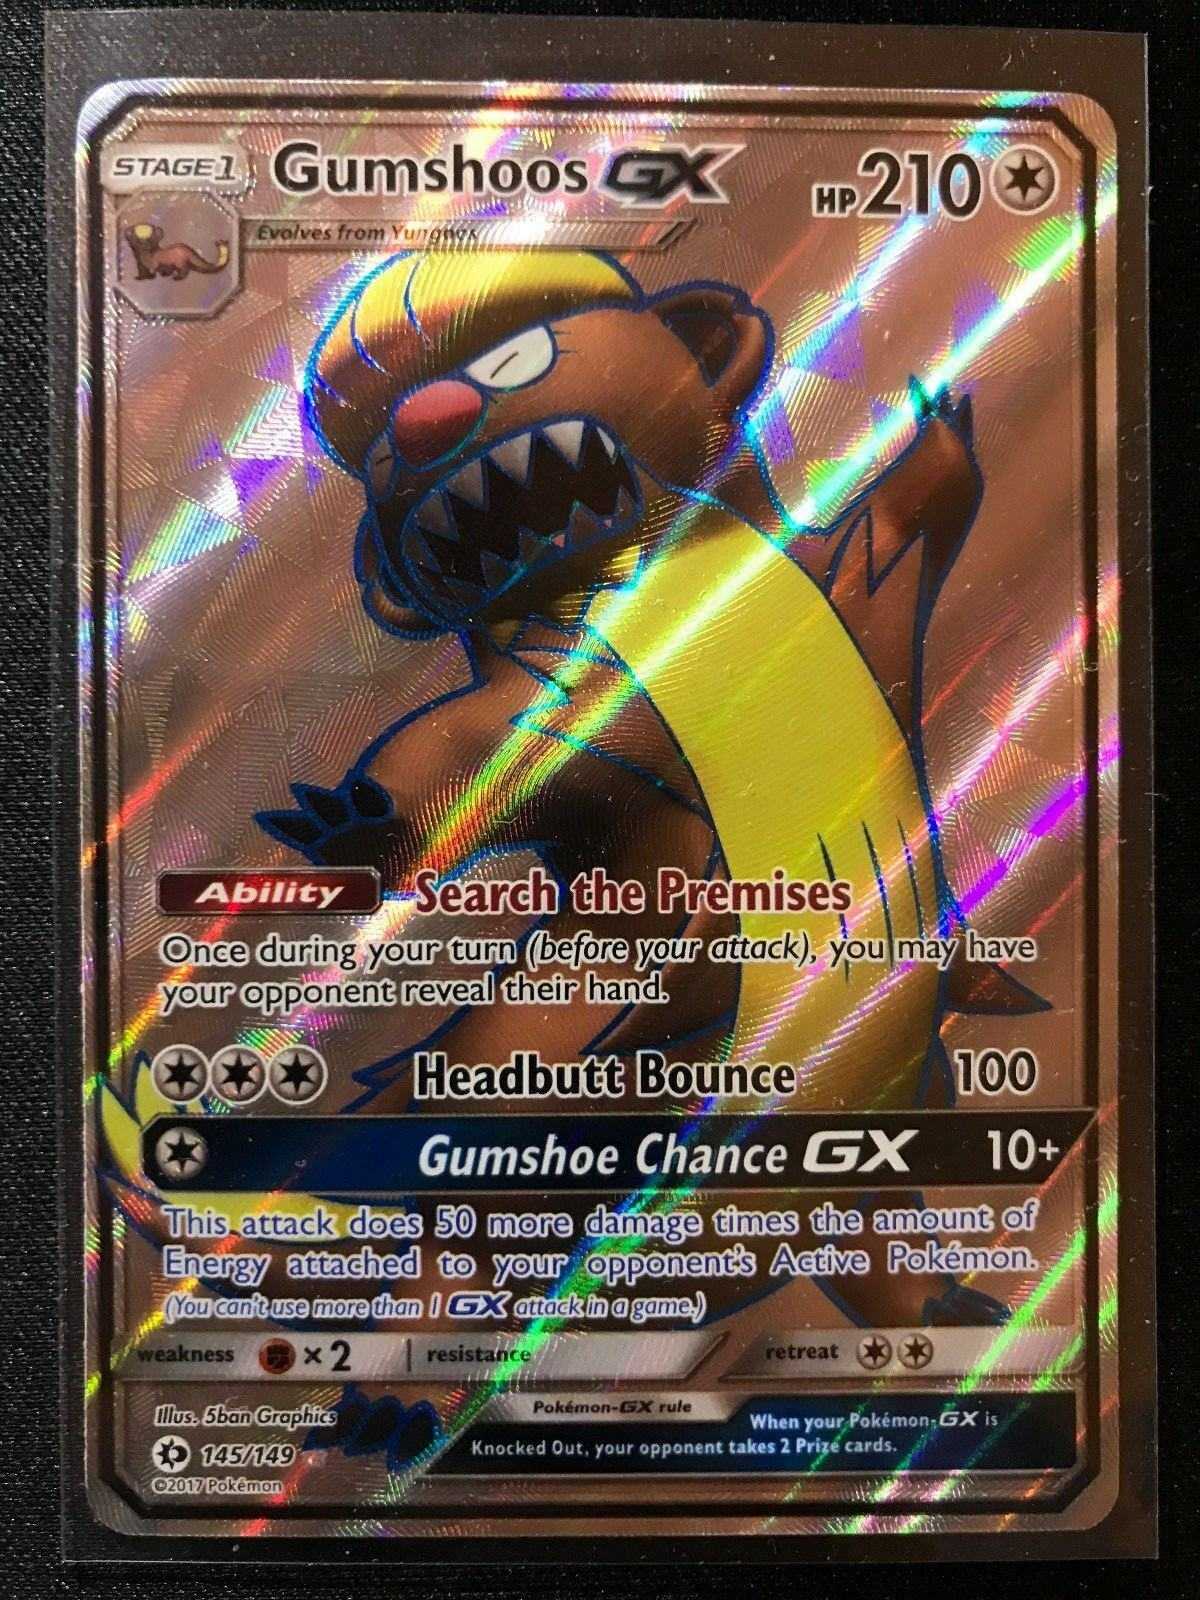 STAGE1 Gumshoos GX HP210
Evolves from Yungoos
Ability Search the Premises
Once during your turn (before your attack), you may have
your opponent reveal their hand.
Headbutt Bounce 100
Gumshoe Chance GX 10+
This attack does 50 more damage times the amount of
Energy attached to your opponent's Active Pokémon.
(You can't use more than 1 GX attack in a game.)
weakness ×2 resistance retreat
Illus. 5ban Graphics
Pokémon-GX rule
When your Pokémon-GX is
Knocked Out, your opponent takes 2 Prize cards.
145/149
©2017 Pokémon